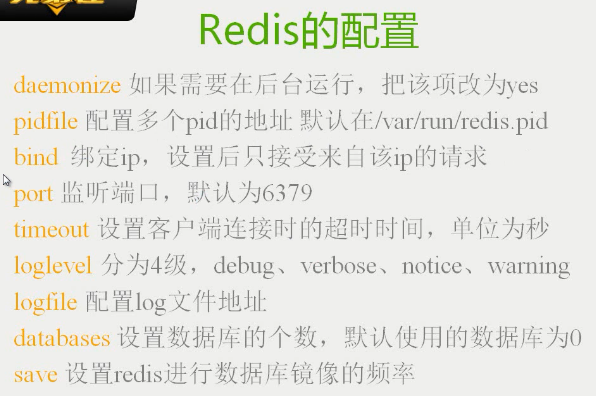 Redis的配置
daemonize 如果需要在后台运行，把该项改为yes
pidfile 配置多个pid的地址 默认在/var/run/redis.pid
bind 绑定ip，设置后只接受来自该ip的请求
port 监听端口，默认为6379
timeout 设置客户端连接时的超时时间，单位为秒
loglevel 分为4级，debug、verbose、notice、warning
logfile 配置log文件地址
databases 设置数据库的个数，默认使用的数据库为0
save 设置redis进行数据库镜像的频率